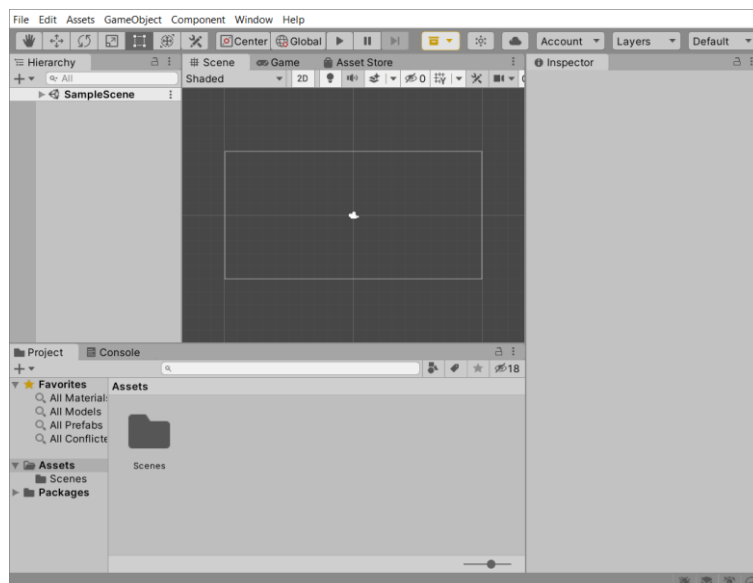 File Edit Assets GameObject Component Window Help
Center Global Account Layers Default
Hierarchy Scene Game Asset Store Inspector
All Shaded 2D 0
SampleScene
Project Console
18
Favorites Assets
All Materials
All Models
All Prefabs
All Conflicte
Assets Scenes
Scenes
Packages